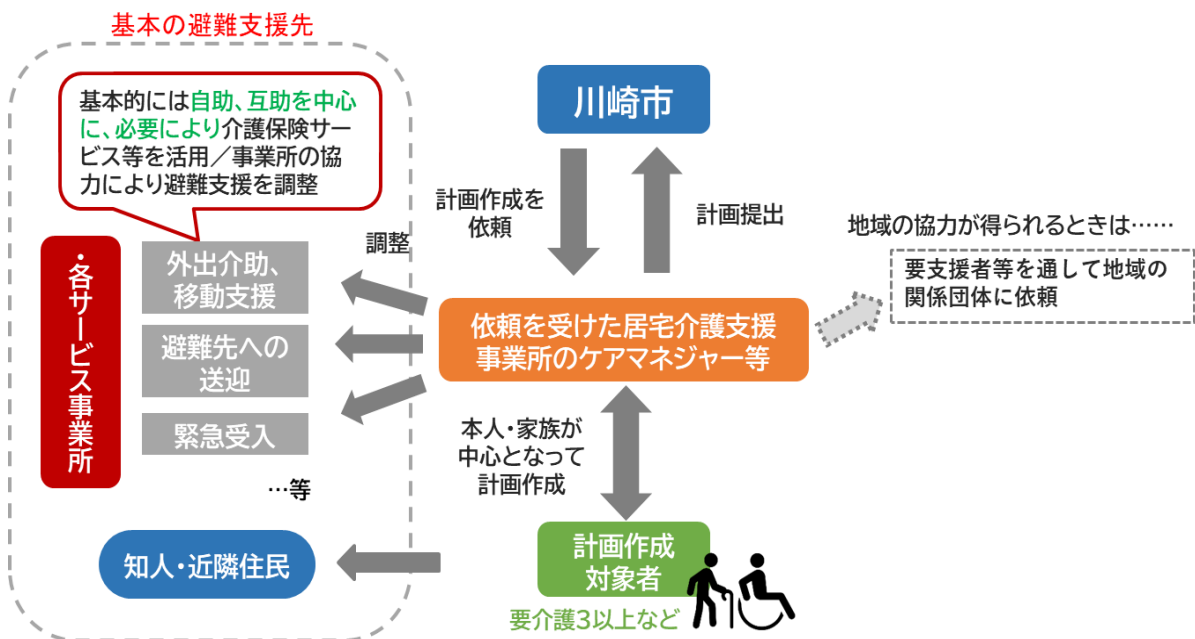 基本の避難支援先
基本的には自助、互助を中心
に、必要により介護保険サー
ビス等を活用／事業所の協
力により避難支援を調整
・各サービス事業所
外出介助、
移動支援
避難先への
送迎
緊急受入
…等
知人・近隣住民
調整
川崎市
計画作成を
依頼
計画提出
依頼を受けた居宅介護支援
事業所のケアマネジャー等
本人・家族が
中心となって
計画作成
計画作成
対象者
要介護3以上など
地域の協力が得られるときは……
要支援者等を通して地域の
関係団体に依頼